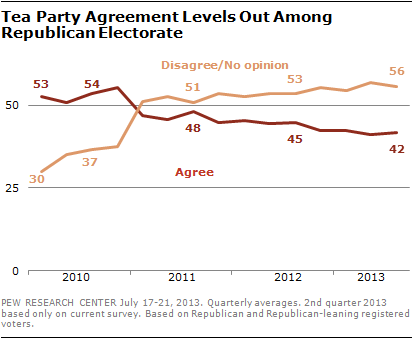 Tea Party Agreement Levels Out Among
Republican Electorate
Disagree/No opinion
53
54
51
53
56
50
37
48
45
42
30
25
Agree
0
2010
2011
2012
2013
PEW RESEARCH CENTER July 17-21, 2013. Quarterly averages. 2nd quarter 2013
based only on current survey. Based on Republican and Republican-leaning registered
voters.